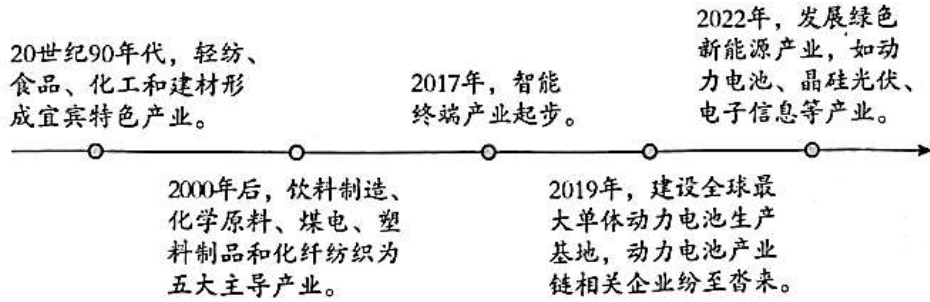 20世纪90年代，轻纺、
食品、化工和建材形
成宜宾特色产业。
2000年后，饮料制造、
化学原料、煤电、塑
料制品和化纤纺织为
五大主导产业。
2017年，智能
终端产业起步。
2019年，建设全球最
大单体动力电池生产
基地，动力电池产业
链相关企业纷至沓来。
2022年，发展绿色
新能源产业，如动
力电池、晶硅光伏、
电子信息等产业。